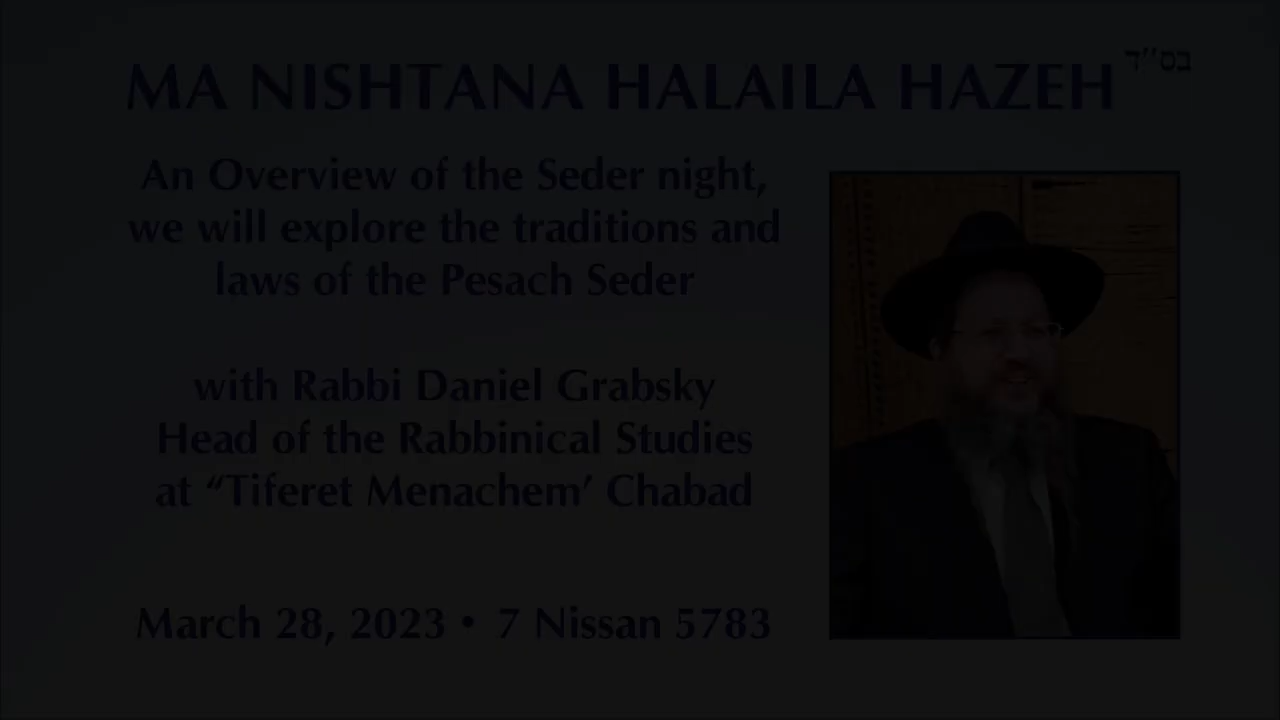 בס״ד
MA NISHTANA HALAILA HAZEH
An Overview of the Seder night,
we will explore the traditions and
laws of the Pesach Seder
with Rabbi Daniel Grabsky
Head of the Rabbinical Studies
at “Tiferet Menachem’ Chabad
March 28, 2023 • 7 Nissan 5783